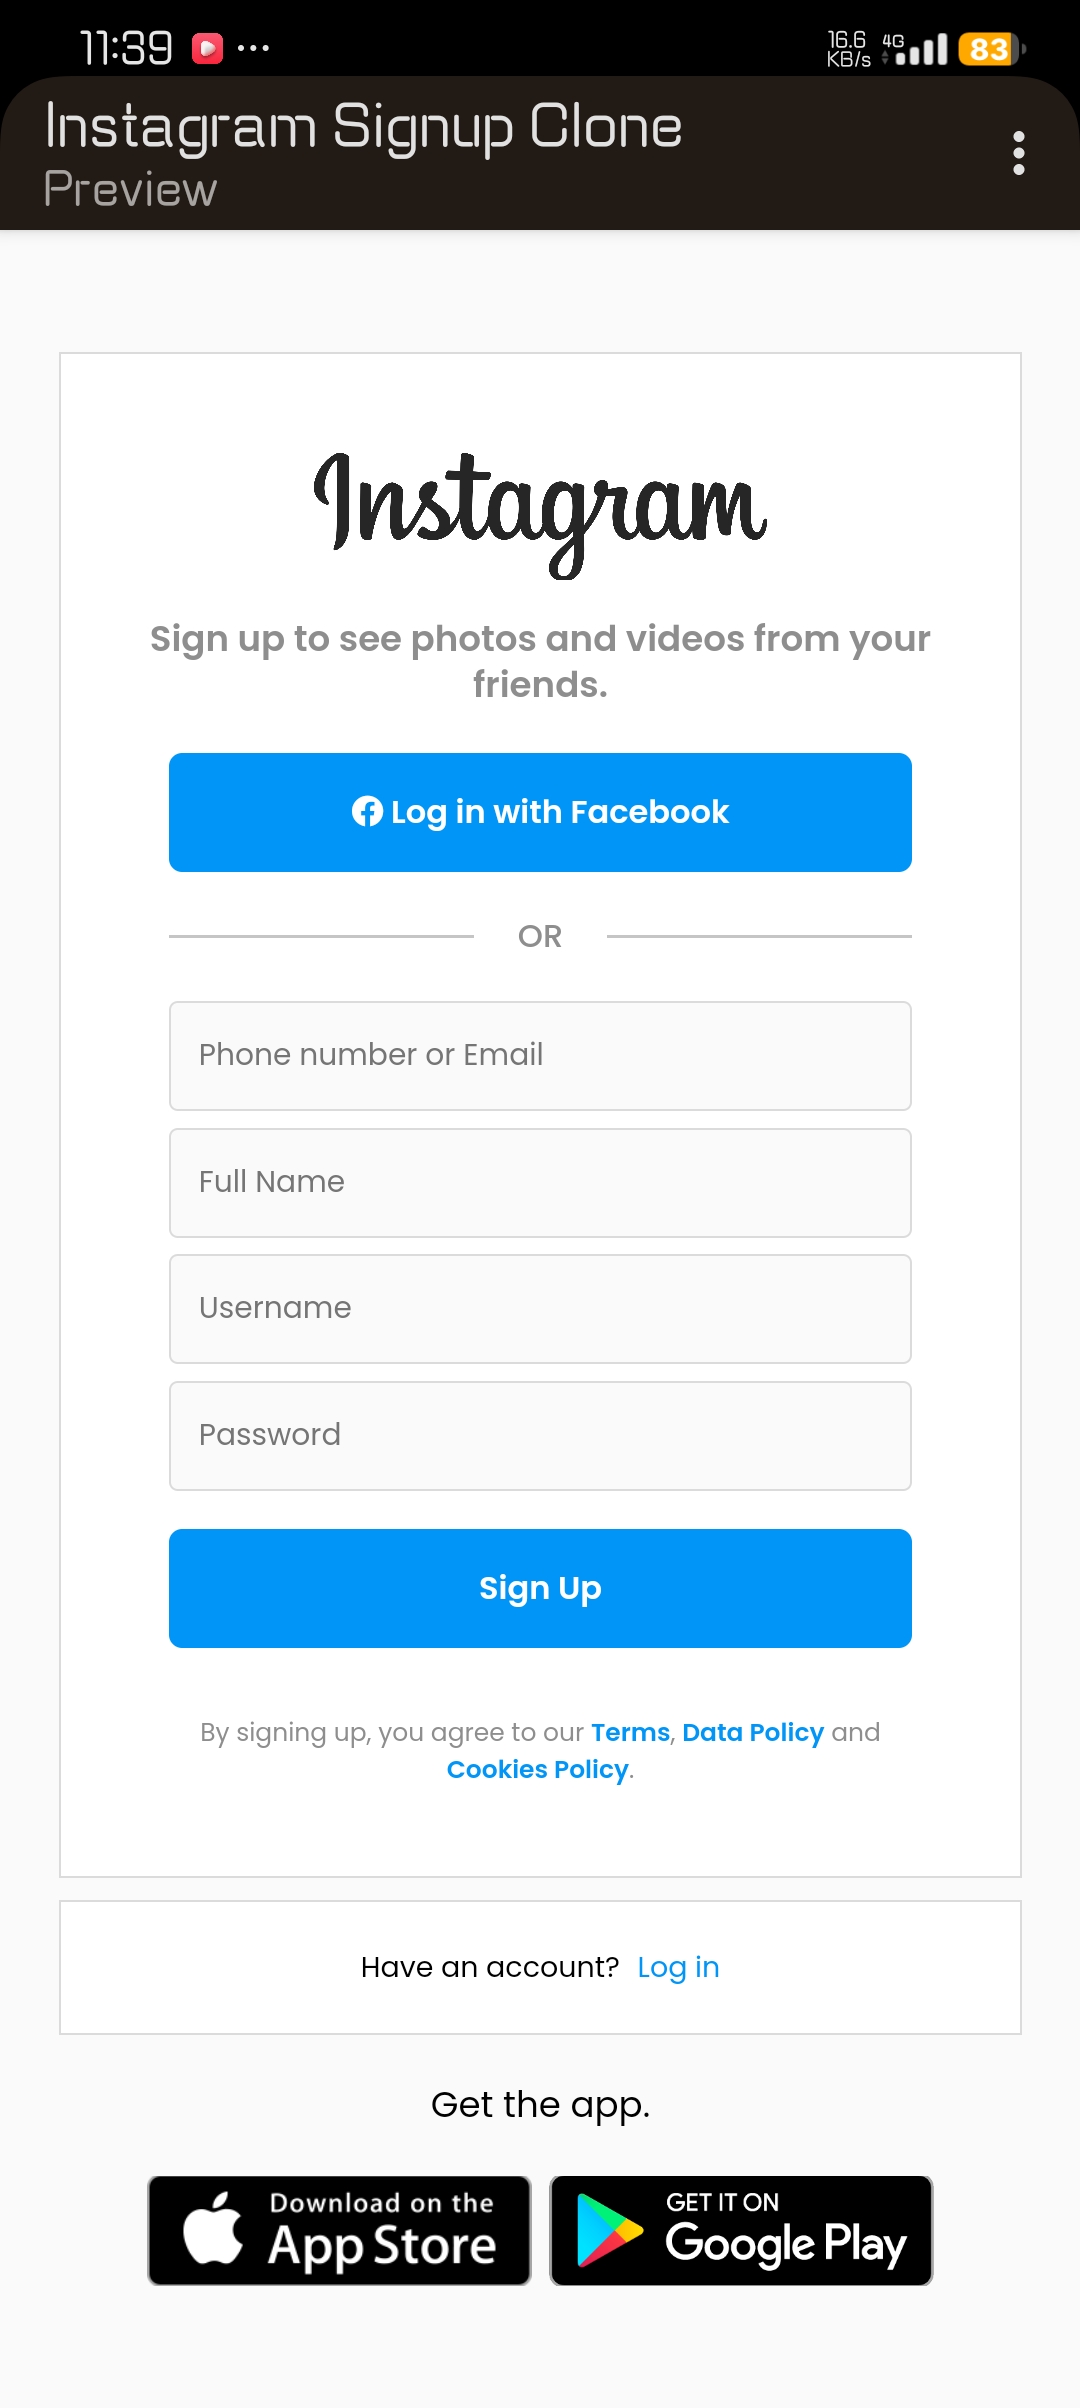 11:39
16.6 KB/s 4G 83
Instagram Signup Clone
Preview
Instagram
Sign up to see photos and videos from your
friends.
Log in with Facebook
OR
Phone number or Email
Full Name
Username
Password
Sign Up
By signing up, you agree to our Terms, Data Policy and
Cookies Policy.
Have an account? Log in
Get the app.
Download on the
App Store
GET IT ON
Google Play